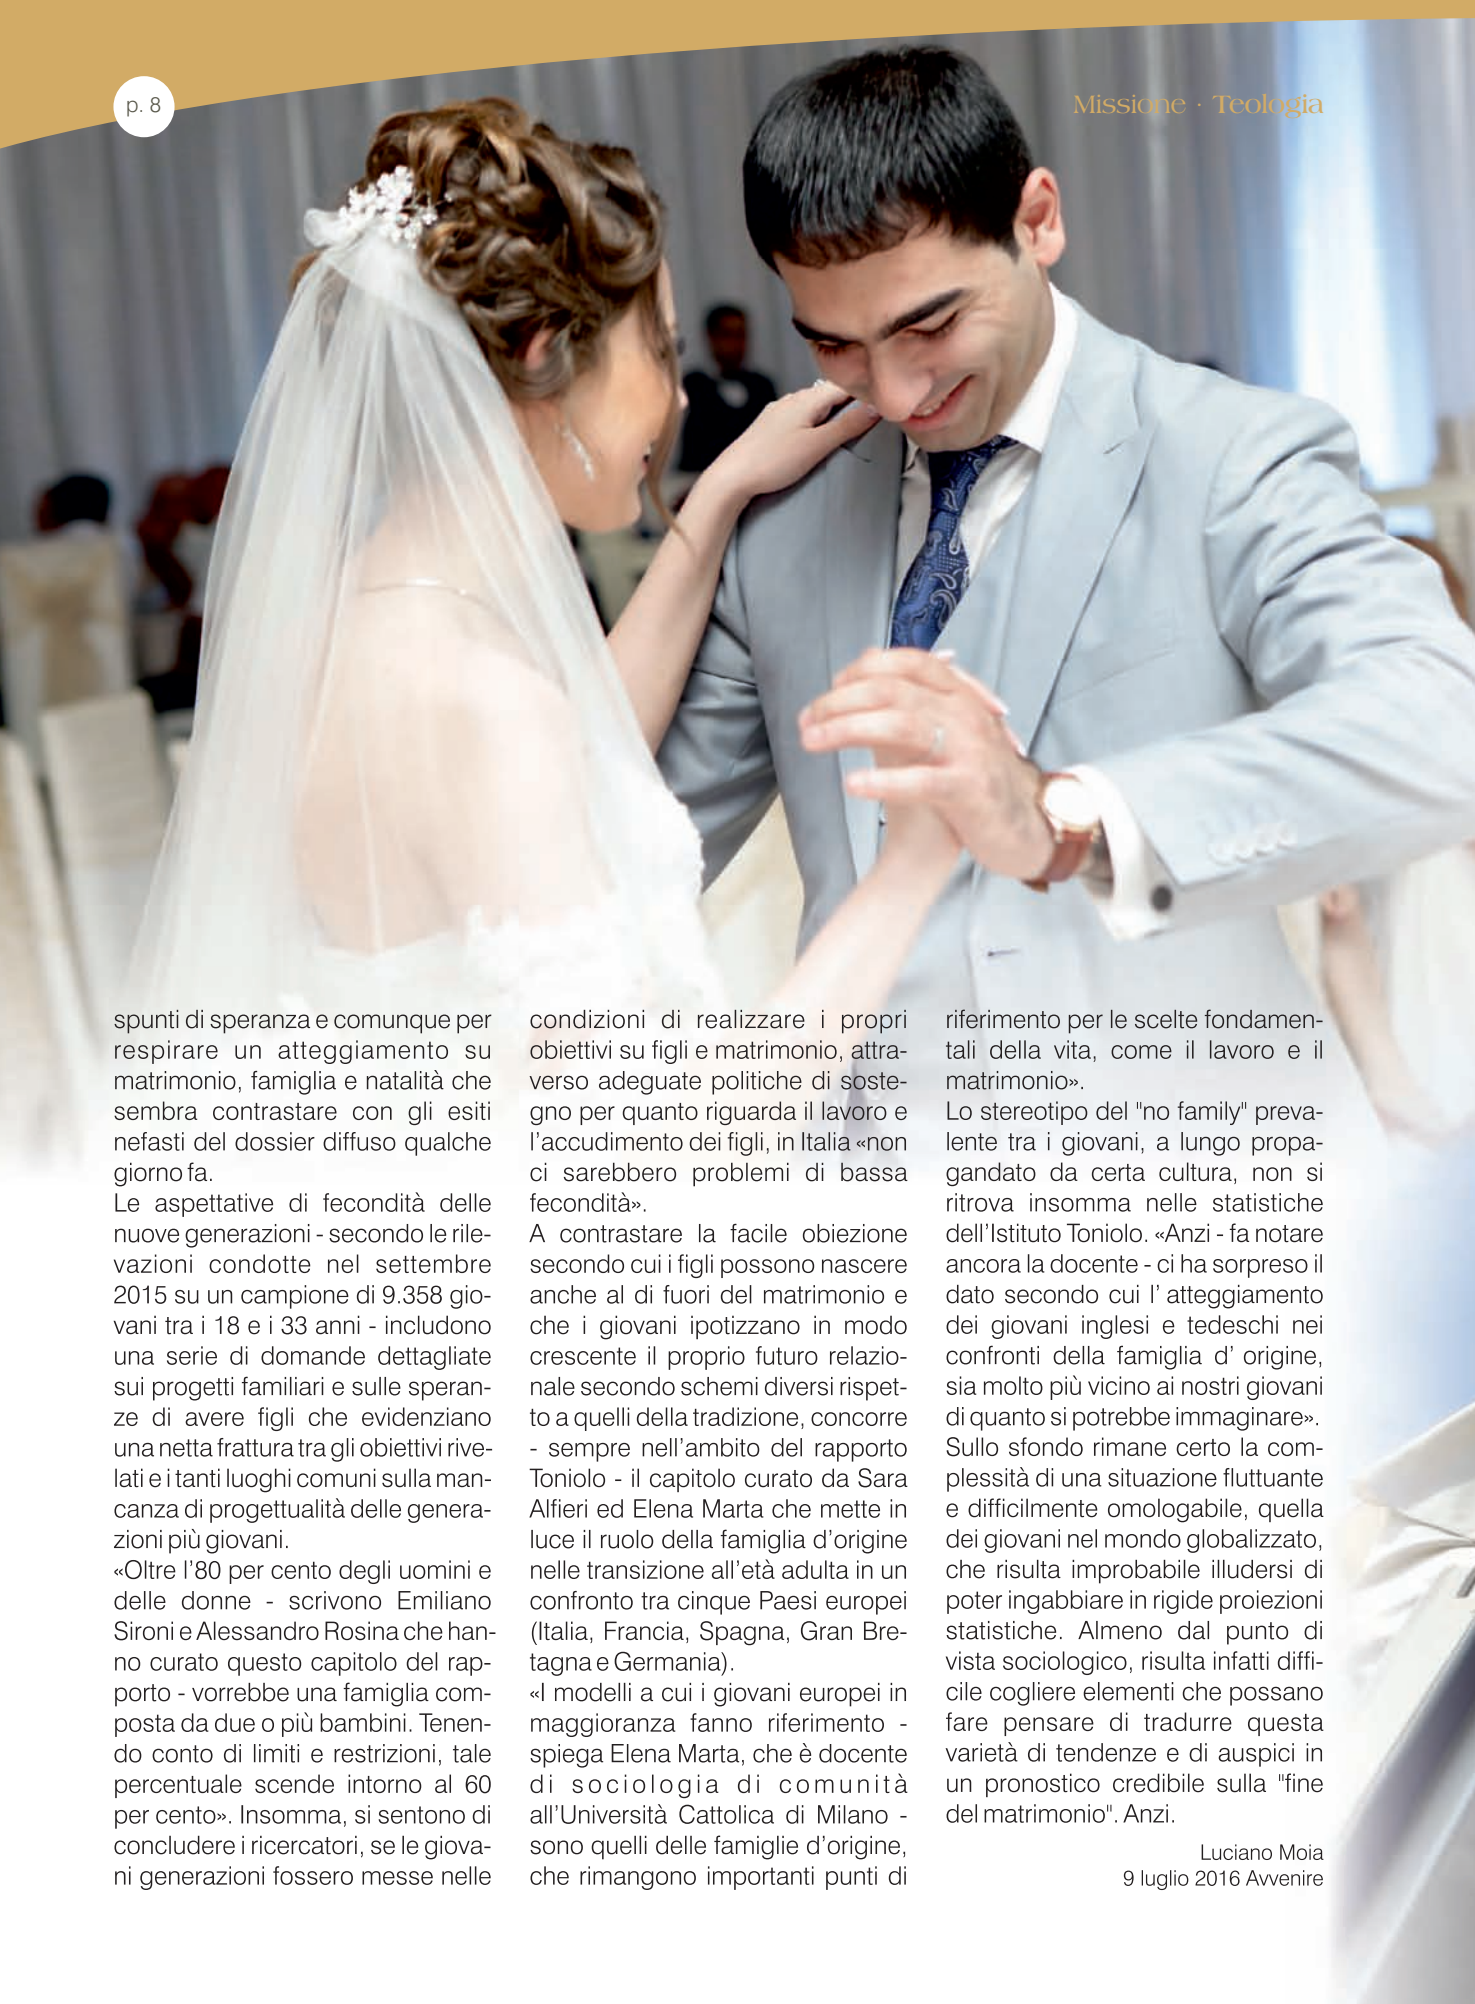 p. 8
Missione · Teologia
spunti di speranza e comunque per
respirare un atteggiamento su
matrimonio, famiglia e natalità che
sembra contrastare con gli esiti
nefasti del dossier diffuso qualche
giorno fa.
Le aspettative di fecondità delle
nuove generazioni - secondo le rile-
vazioni condotte nel settembre
2015 su un campione di 9.358 gio-
vani tra i 18 e i 33 anni - includono
una serie di domande dettagliate
sui progetti familiari e sulle speran-
ze di avere figli che evidenziano
una netta frattura tra gli obiettivi rive-
lati e i tanti luoghi comuni sulla man-
canza di progettualità delle genera-
zioni più giovani.
«Oltre l’80 per cento degli uomini e
delle donne - scrivono Emiliano
Sironi e Alessandro Rosina che han-
no curato questo capitolo del rap-
porto - vorrebbe una famiglia com-
posta da due o più bambini. Tenen-
do conto di limiti e restrizioni, tale
percentuale scende intorno al 60
per cento». Insomma, si sentono di
concludere i ricercatori, se le giova-
ni generazioni fossero messe nelle
condizioni di realizzare i propri
obiettivi su figli e matrimonio, attra-
verso adeguate politiche di soste-
gno per quanto riguarda il lavoro e
l’accudimento dei figli, in Italia «non
ci sarebbero problemi di bassa
fecondità».
A contrastare la facile obiezione
secondo cui i figli possono nascere
anche al di fuori del matrimonio e
che i giovani ipotizzano in modo
crescente il proprio futuro relazio-
nale secondo schemi diversi rispet-
to a quelli della tradizione, concorre
- sempre nell’ambito del rapporto
Toniolo - il capitolo curato da Sara
Alfieri ed Elena Marta che mette in
luce il ruolo della famiglia d’origine
nelle transizione all’età adulta in un
confronto tra cinque Paesi europei
(Italia, Francia, Spagna, Gran Bre-
tagna e Germania).
«I modelli a cui i giovani europei in
maggioranza fanno riferimento -
spiega Elena Marta, che è docente
di sociologia di comunità
all’Università Cattolica di Milano -
sono quelli delle famiglie d’origine,
che rimangono importanti punti di
riferimento per le scelte fondamen-
tali della vita, come il lavoro e il
matrimonio».
Lo stereotipo del "no family" preva-
lente tra i giovani, a lungo propa-
gandato da certa cultura, non si
ritrova insomma nelle statistiche
dell’Istituto Toniolo. «Anzi - fa notare
ancora la docente - ci ha sorpreso il
dato secondo cui l’ atteggiamento
dei giovani inglesi e tedeschi nei
confronti della famiglia d’ origine,
sia molto più vicino ai nostri giovani
di quanto si potrebbe immaginare».
Sullo sfondo rimane certo la com-
plessità di una situazione fluttuante
e difficilmente omologabile, quella
dei giovani nel mondo globalizzato,
che risulta improbabile illudersi di
poter ingabbiare in rigide proiezioni
statistiche. Almeno dal punto di
vista sociologico, risulta infatti diffi-
cile cogliere elementi che possano
fare pensare di tradurre questa
varietà di tendenze e di auspici in
un pronostico credibile sulla "fine
del matrimonio". Anzi.
Luciano Moia
9 luglio 2016 Avvenire